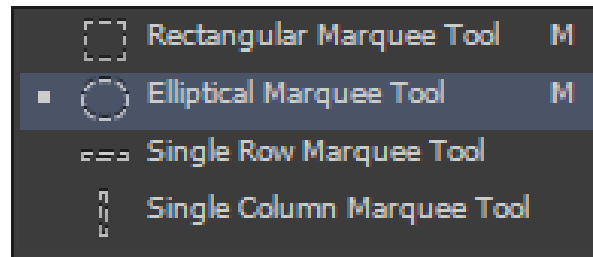 Rectangular Marquee Tool M
Elliptical Marquee Tool M
Single Row Marquee Tool
Single Column Marquee Tool